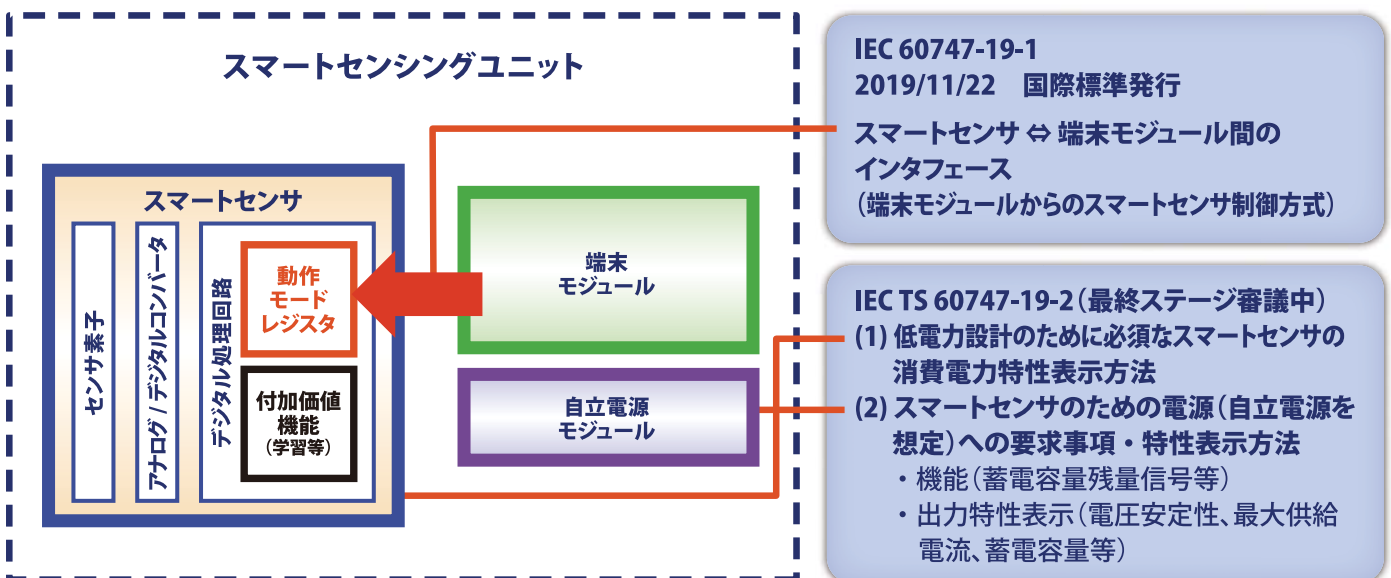 スマートセンシングユニット
スマートセンサ
センサ素子
アナログ / デジタルコンバータ
デジタル処理回路
動作
モード
レジスタ
付加価値
機能
(学習等)
端末
モジュール
自立電源
モジュール
IEC 60747-19-1
2019/11/22　国際標準発行
スマートセンサ ⇔ 端末モジュール間の
インタフェース
(端末モジュールからのスマートセンサ制御方式)
IEC TS 60747-19-2(最終ステージ審議中)
(1) 低電力設計のために必須なスマートセンサの
消費電力特性表示方法
(2) スマートセンサのための電源(自立電源を
想定)への要求事項・特性表示方法
・機能(蓄電容量残量信号等)
・出力特性表示(電圧安定性、最大供給
電流、蓄電容量等)